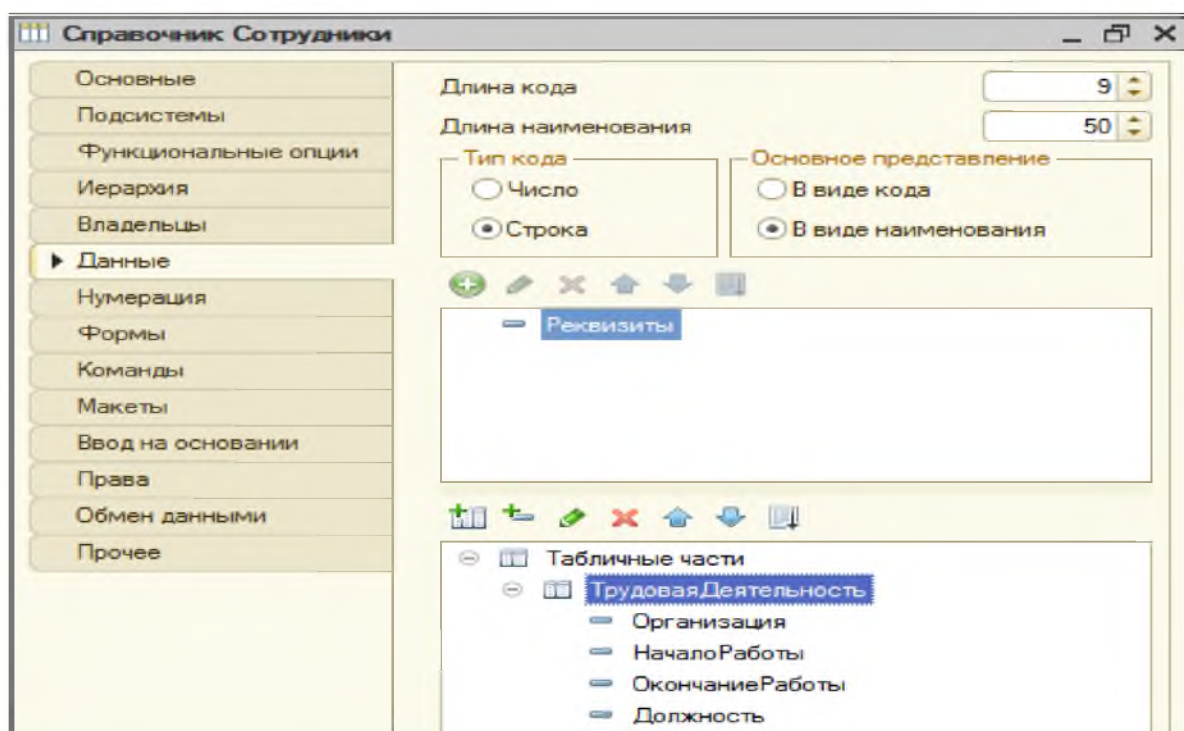 Справочник Сотрудники
Основные
Подсистемы
Функциональные опции
Иерархия
Владельцы
Данные
Нумерация
Формы
Команды
Макеты
Ввод на основании
Права
Обмен данными
Прочее
Длина кода 9
Длина наименования 50
Тип кода
Число
Строка
Основное представление
В виде кода
В виде наименования
Реквизиты
Табличные части
ТрудоваяДеятельность
Организация
НачалоРаботы
ОкончаниеРаботы
Должность